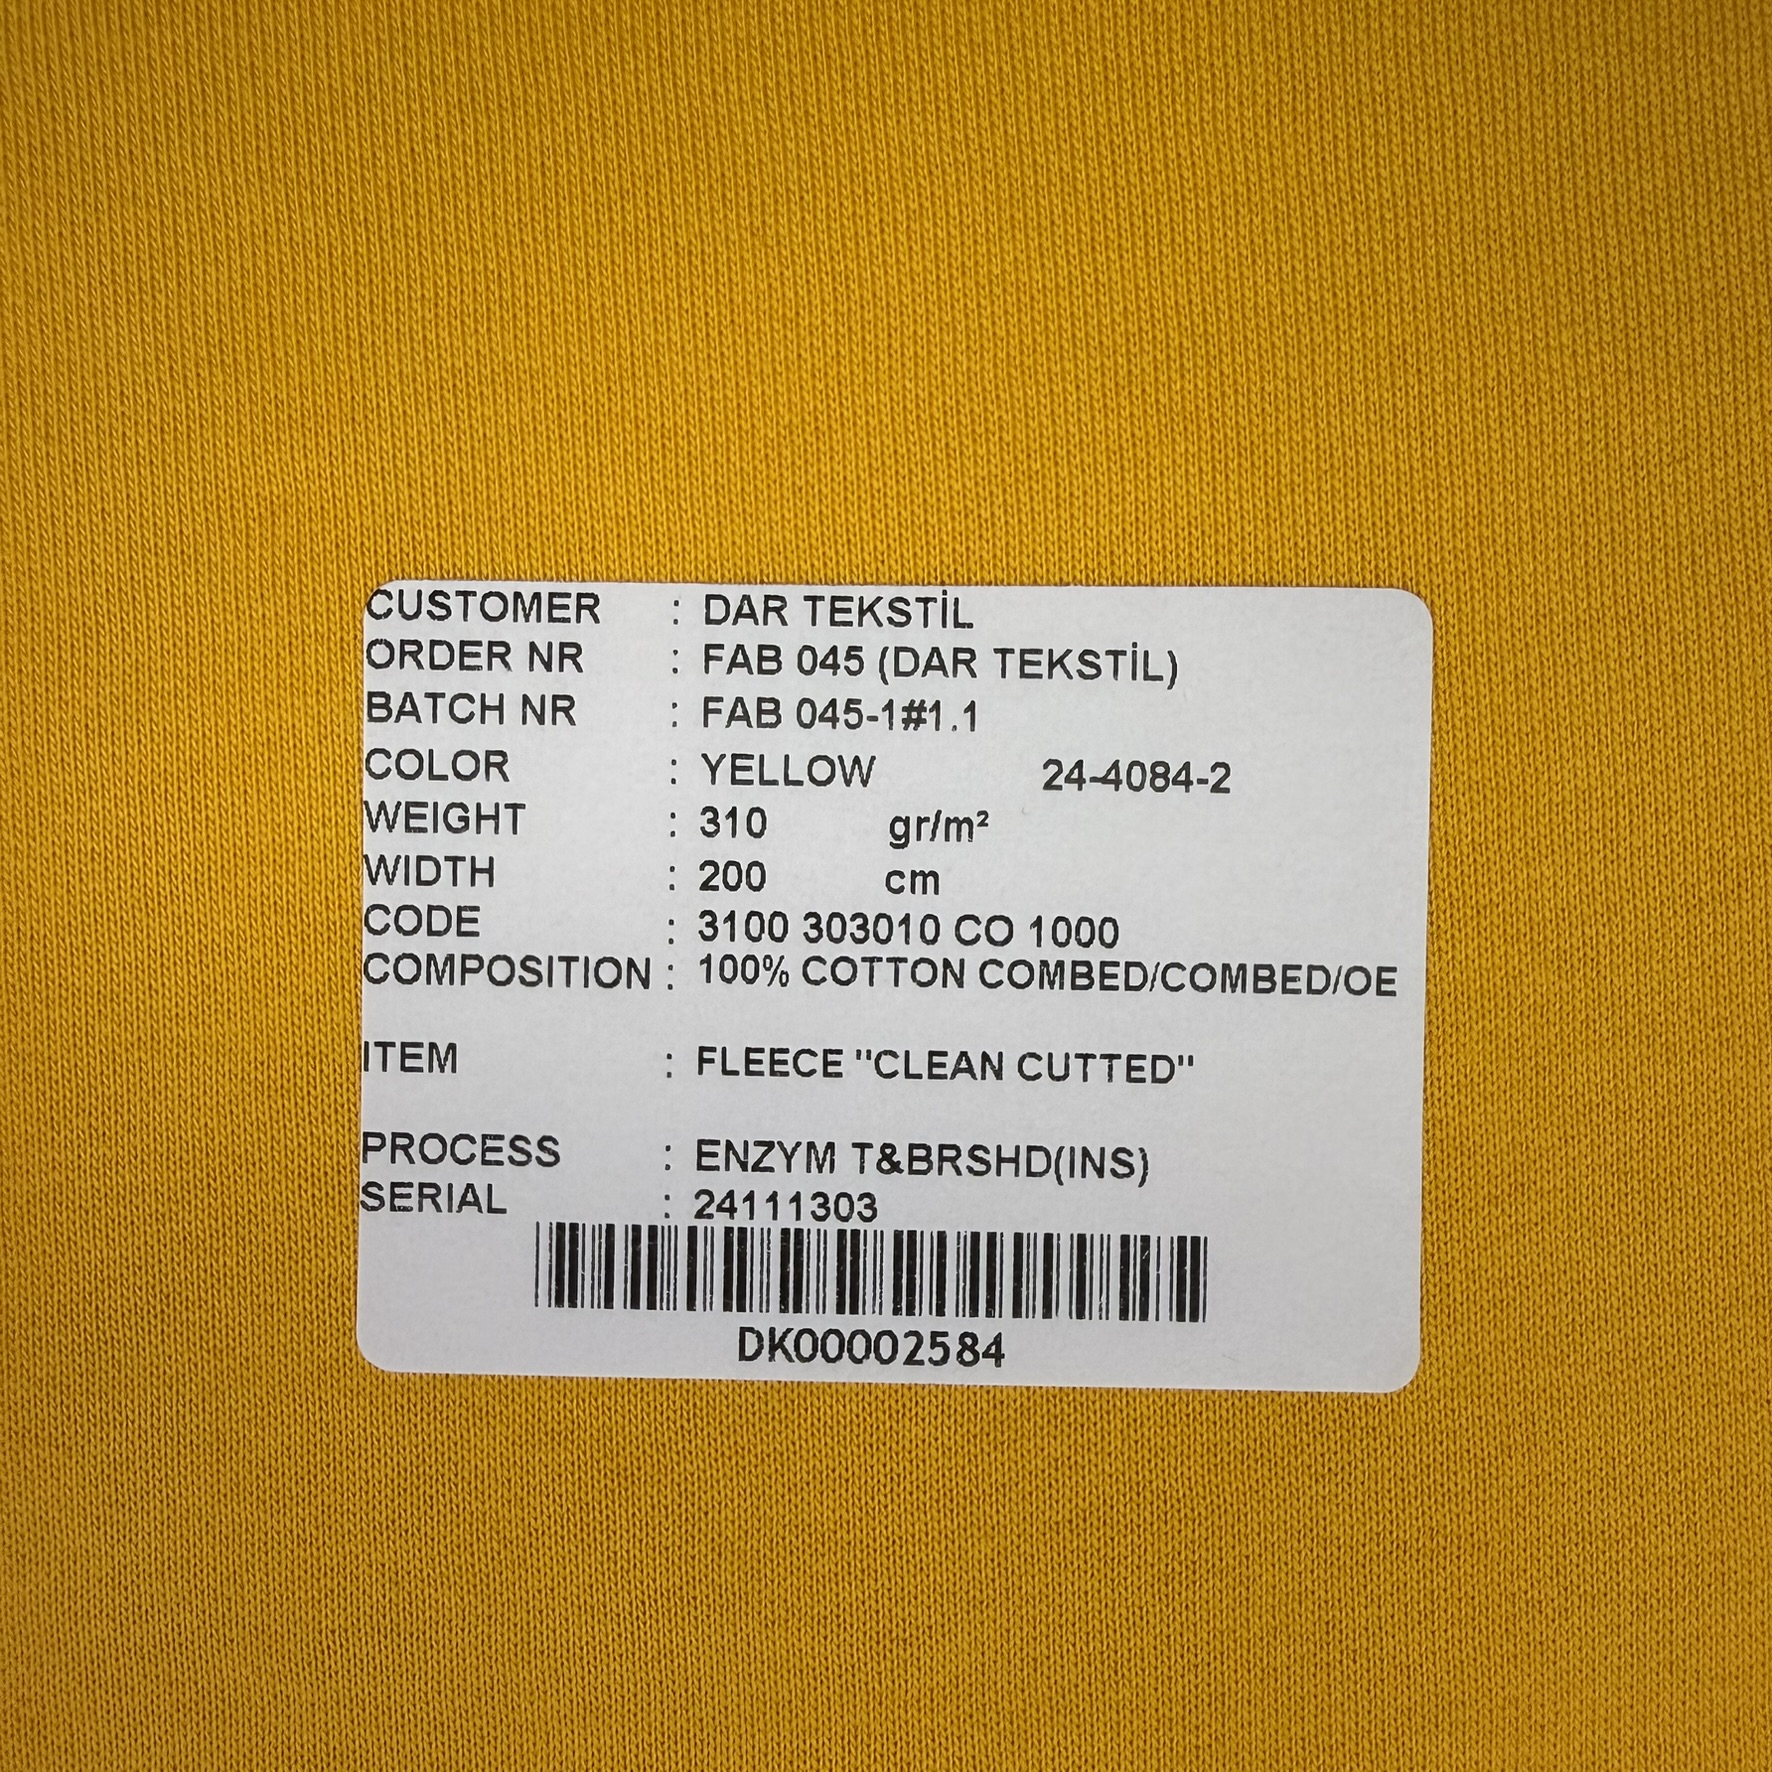 CUSTOMER : DAR TEKSTİL
ORDER NR : FAB 045 (DAR TEKSTİL)
BATCH NR : FAB 045-1#1.1
COLOR : YELLOW 24-4084-2
WEIGHT : 310 gr/m²
WIDTH : 200 cm
CODE : 3100 303010 CO 1000
COMPOSITION : 100% COTTON COMBED/COMBED/OE
ITEM : FLEECE "CLEAN CUTTED"
PROCESS : ENZYM T&BRSHD(INS)
SERIAL : 24111303
DK00002584